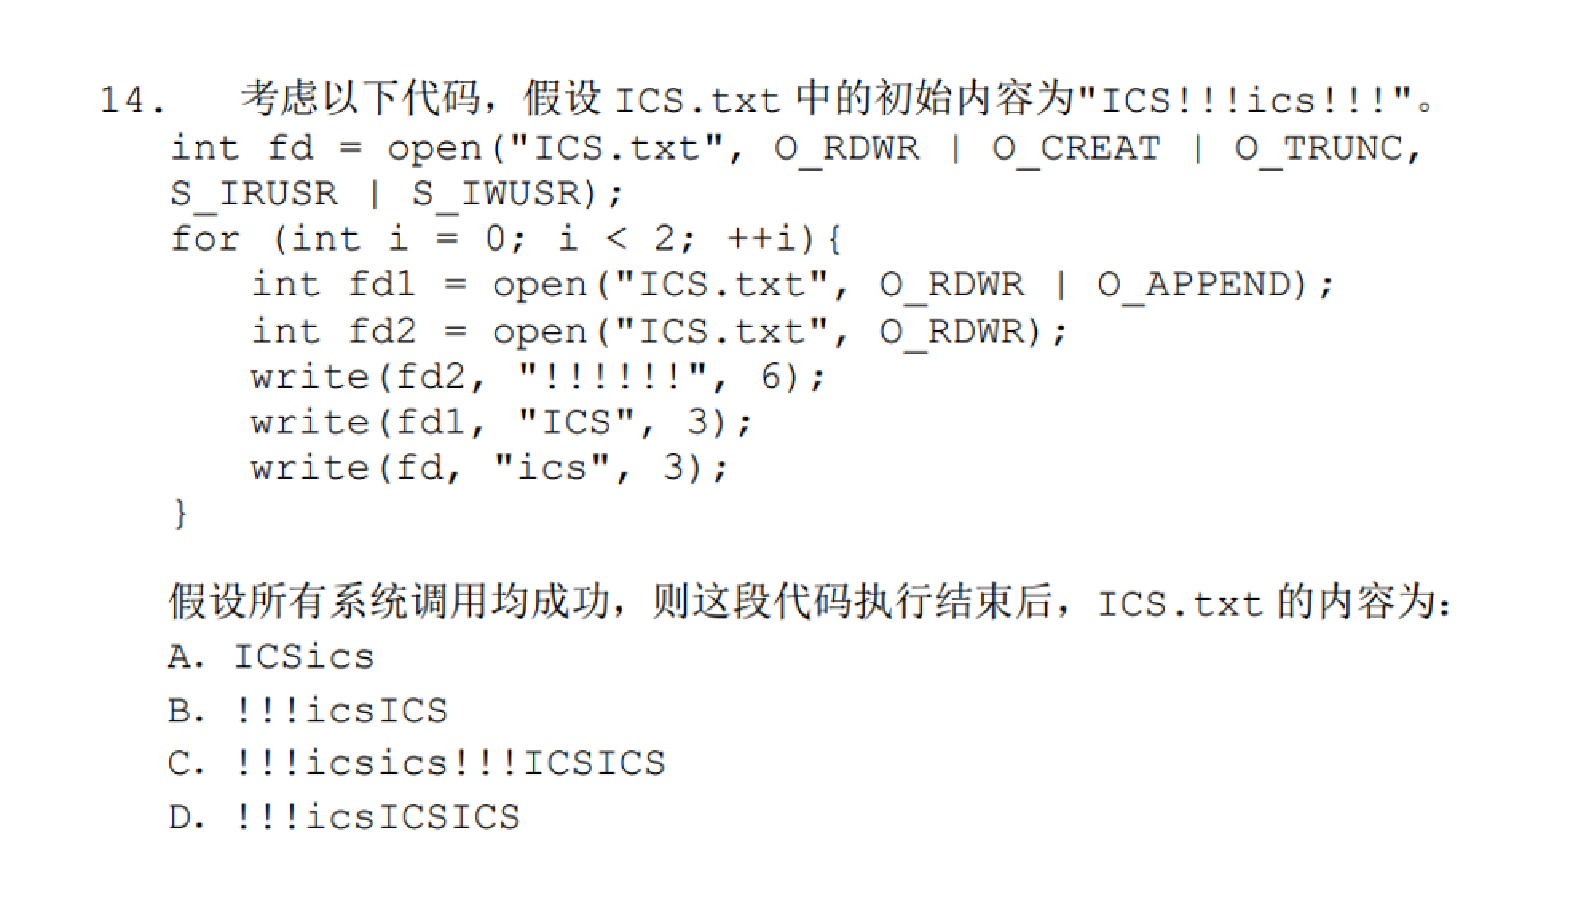 14. 考虑以下代码，假设 ICS.txt 中的初始内容为"ICS!!!ics!!!"。
int fd = open("ICS.txt", O_RDWR | O_CREAT | O_TRUNC,
S_IRUSR | S_IWUSR);
for (int i = 0; i < 2; ++i){
    int fd1 = open("ICS.txt", O_RDWR | O_APPEND);
    int fd2 = open("ICS.txt", O_RDWR);
    write(fd2, "!!!!!!", 6);
    write(fd1, "ICS", 3);
    write(fd, "ics", 3);
}
假设所有系统调用均成功，则这段代码执行结束后，ICS.txt 的内容为：
A. ICSics
B. !!!icsICS
C. !!!icsics!!!ICSICS
D. !!!icsICSICS